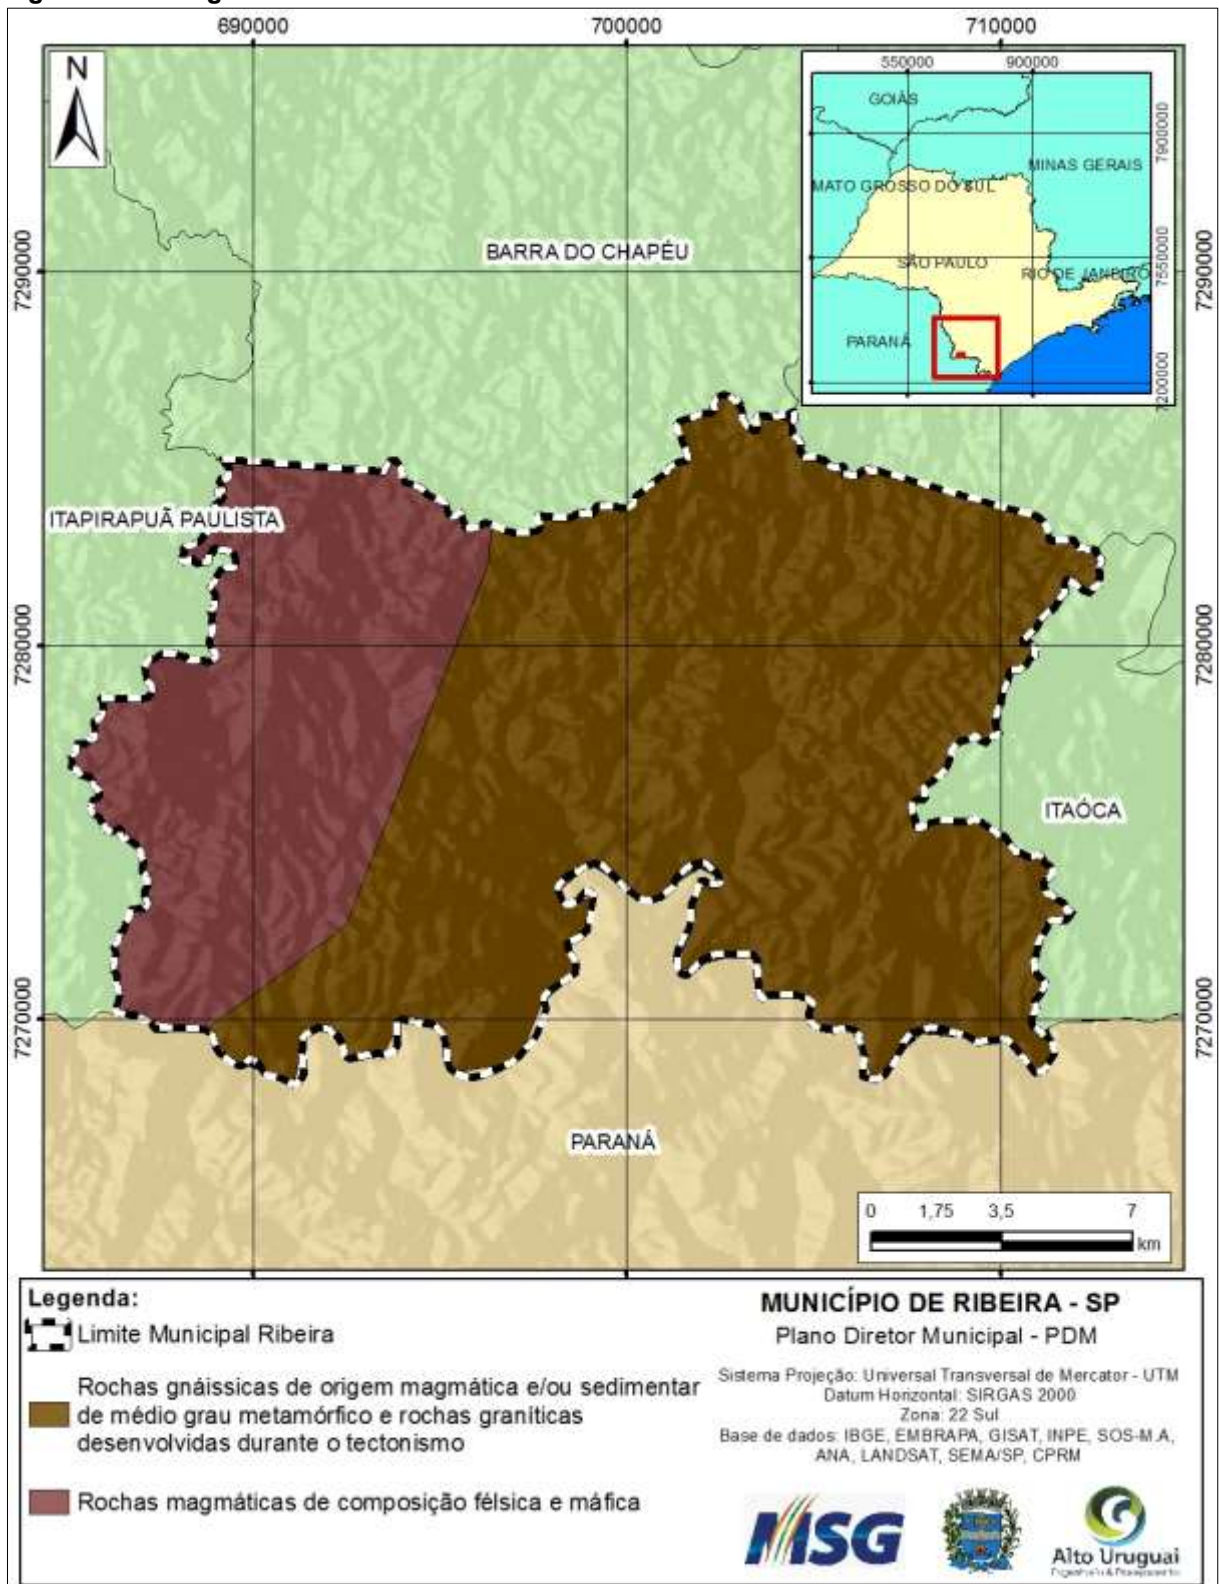 690000
700000
710000
N
550000
900000
GOIÁS
7900000
MINAS GERAIS
MATO GROSSO DO SUL
7550000
SÃO PAULO
RIO DE JANEIRO
PARANÁ
7200000
BARRA DO CHAPÉU
7290000
7290000
ITAPIRAPUÃ PAULISTA
7280000
7280000
ITAÓCA
7270000
7270000
PARANÁ
0 1,75 3,5 7
km
Legenda:
Limite Municipal Ribeira
Rochas gnáissicas de origem magmática e/ou sedimentar
de médio grau metamórfico e rochas graníticas
desenvolvidas durante o tectonismo
Rochas magmáticas de composição félsica e máfica
MUNICÍPIO DE RIBEIRA - SP
Plano Diretor Municipal - PDM
Sistema Projeção: Universal Transversal de Mercator - UTM
Datum Horizontal: SIRGAS 2000
Zona: 22 Sul
Base de dados: IBGE, EMBRAPA, GISAT, INPE, SOS-M.A,
ANA, LANDSAT, SEMA/SP, CPRM
MSG
Alto Uruguai
Engenharia & Planejamento